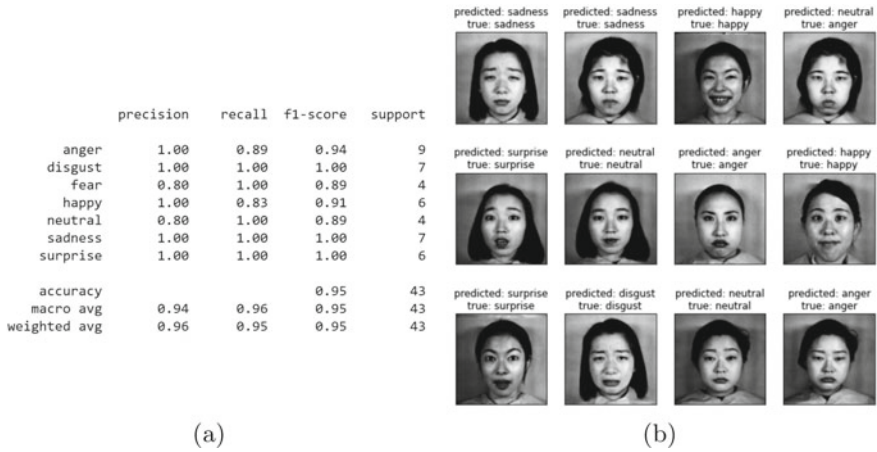 precision recall f1-score support
anger 1.00 0.89 0.94 9
disgust 1.00 1.00 1.00 7
fear 0.80 1.00 0.89 4
happy 1.00 0.83 0.91 6
neutral 0.80 1.00 0.89 4
sadness 1.00 1.00 1.00 7
surprise 1.00 1.00 1.00 6
accuracy 0.95 43
macro avg 0.94 0.96 0.95 43
weighted avg 0.96 0.95 0.95 43
(a)
predicted: sadness predicted: sadness predicted: happy predicted: neutral
true: sadness true: sadness true: happy true: anger
predicted: surprise predicted: neutral predicted: anger predicted: happy
true: surprise true: neutral true: anger true: happy
predicted: surprise predicted: disgust predicted: neutral predicted: anger
true: surprise true: disgust true: neutral true: anger
(b)